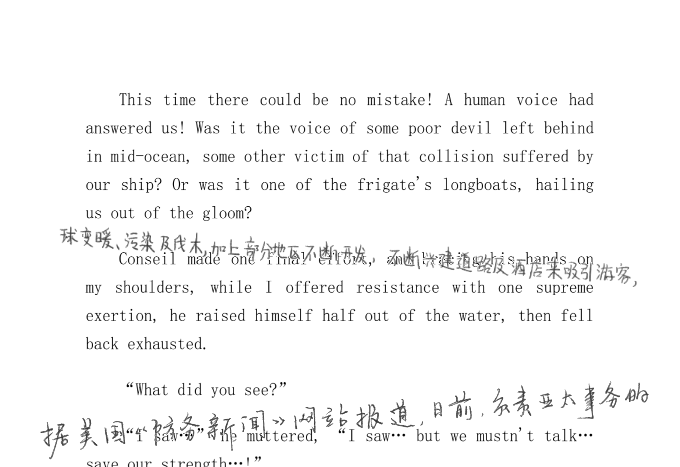 This time there could be no mistake! A human voice had
answered us! Was it the voice of some poor devil left behind
in mid-ocean, some other victim of that collision suffered by
our ship? Or was it one of the frigate's longboats, hailing
us out of the gloom?
球变暖、污染及伐木,加上部分地区不断开发,不断兴建道路及酒店来吸引游客,
Conseil made one final effort, and bracing his hands on
my shoulders, while I offered resistance with one supreme
exertion, he raised himself half out of the water, then fell
back exhausted.
“What did you see?”
据美国《防务新闻》网站报道,日前,负责亚太事务的
“I saw…” he muttered, “I saw… but we mustn't talk…
save our strength…!”